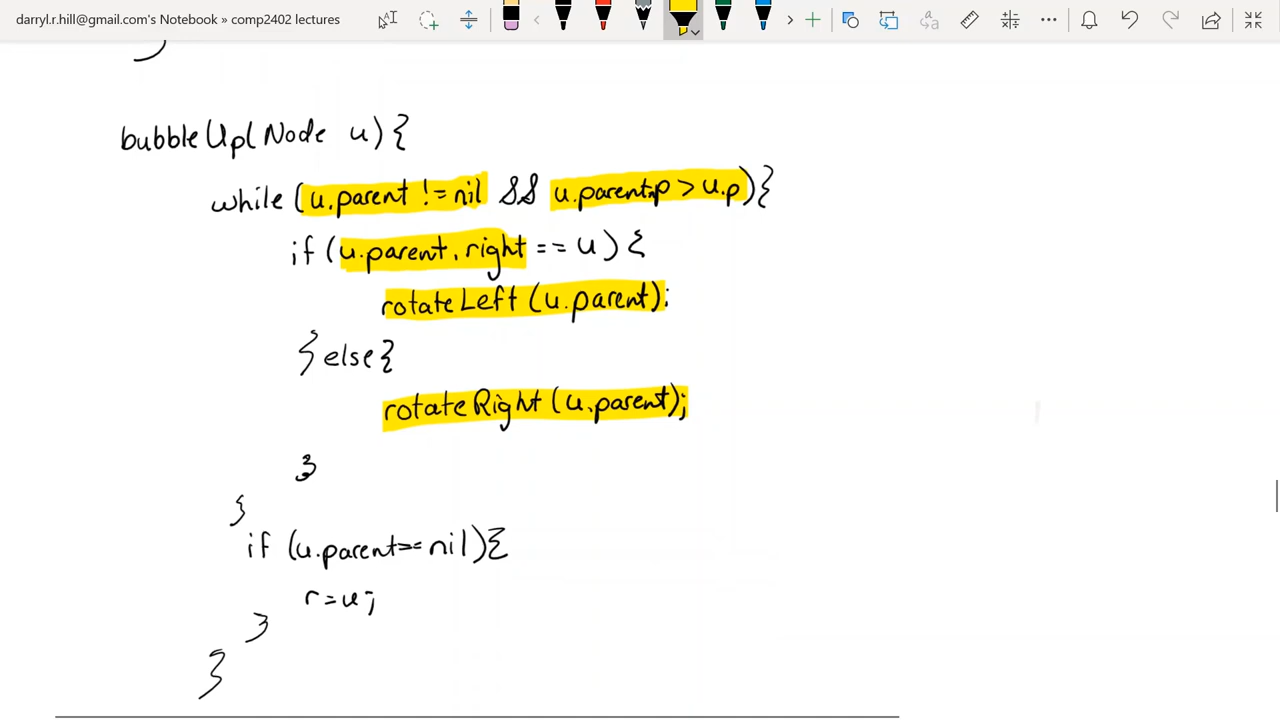 darryl.r.hill@gmail.com's Notebook » comp2402 lectures
}
bubbleUp(Node u){
while (u.parent != nil && u.parent.p > u.p){
if (u.parent.right == u){
rotateLeft (u.parent);
}else{
rotateRight (u.parent);
}
}
if (u.parent == nil){
r=u;
}
}